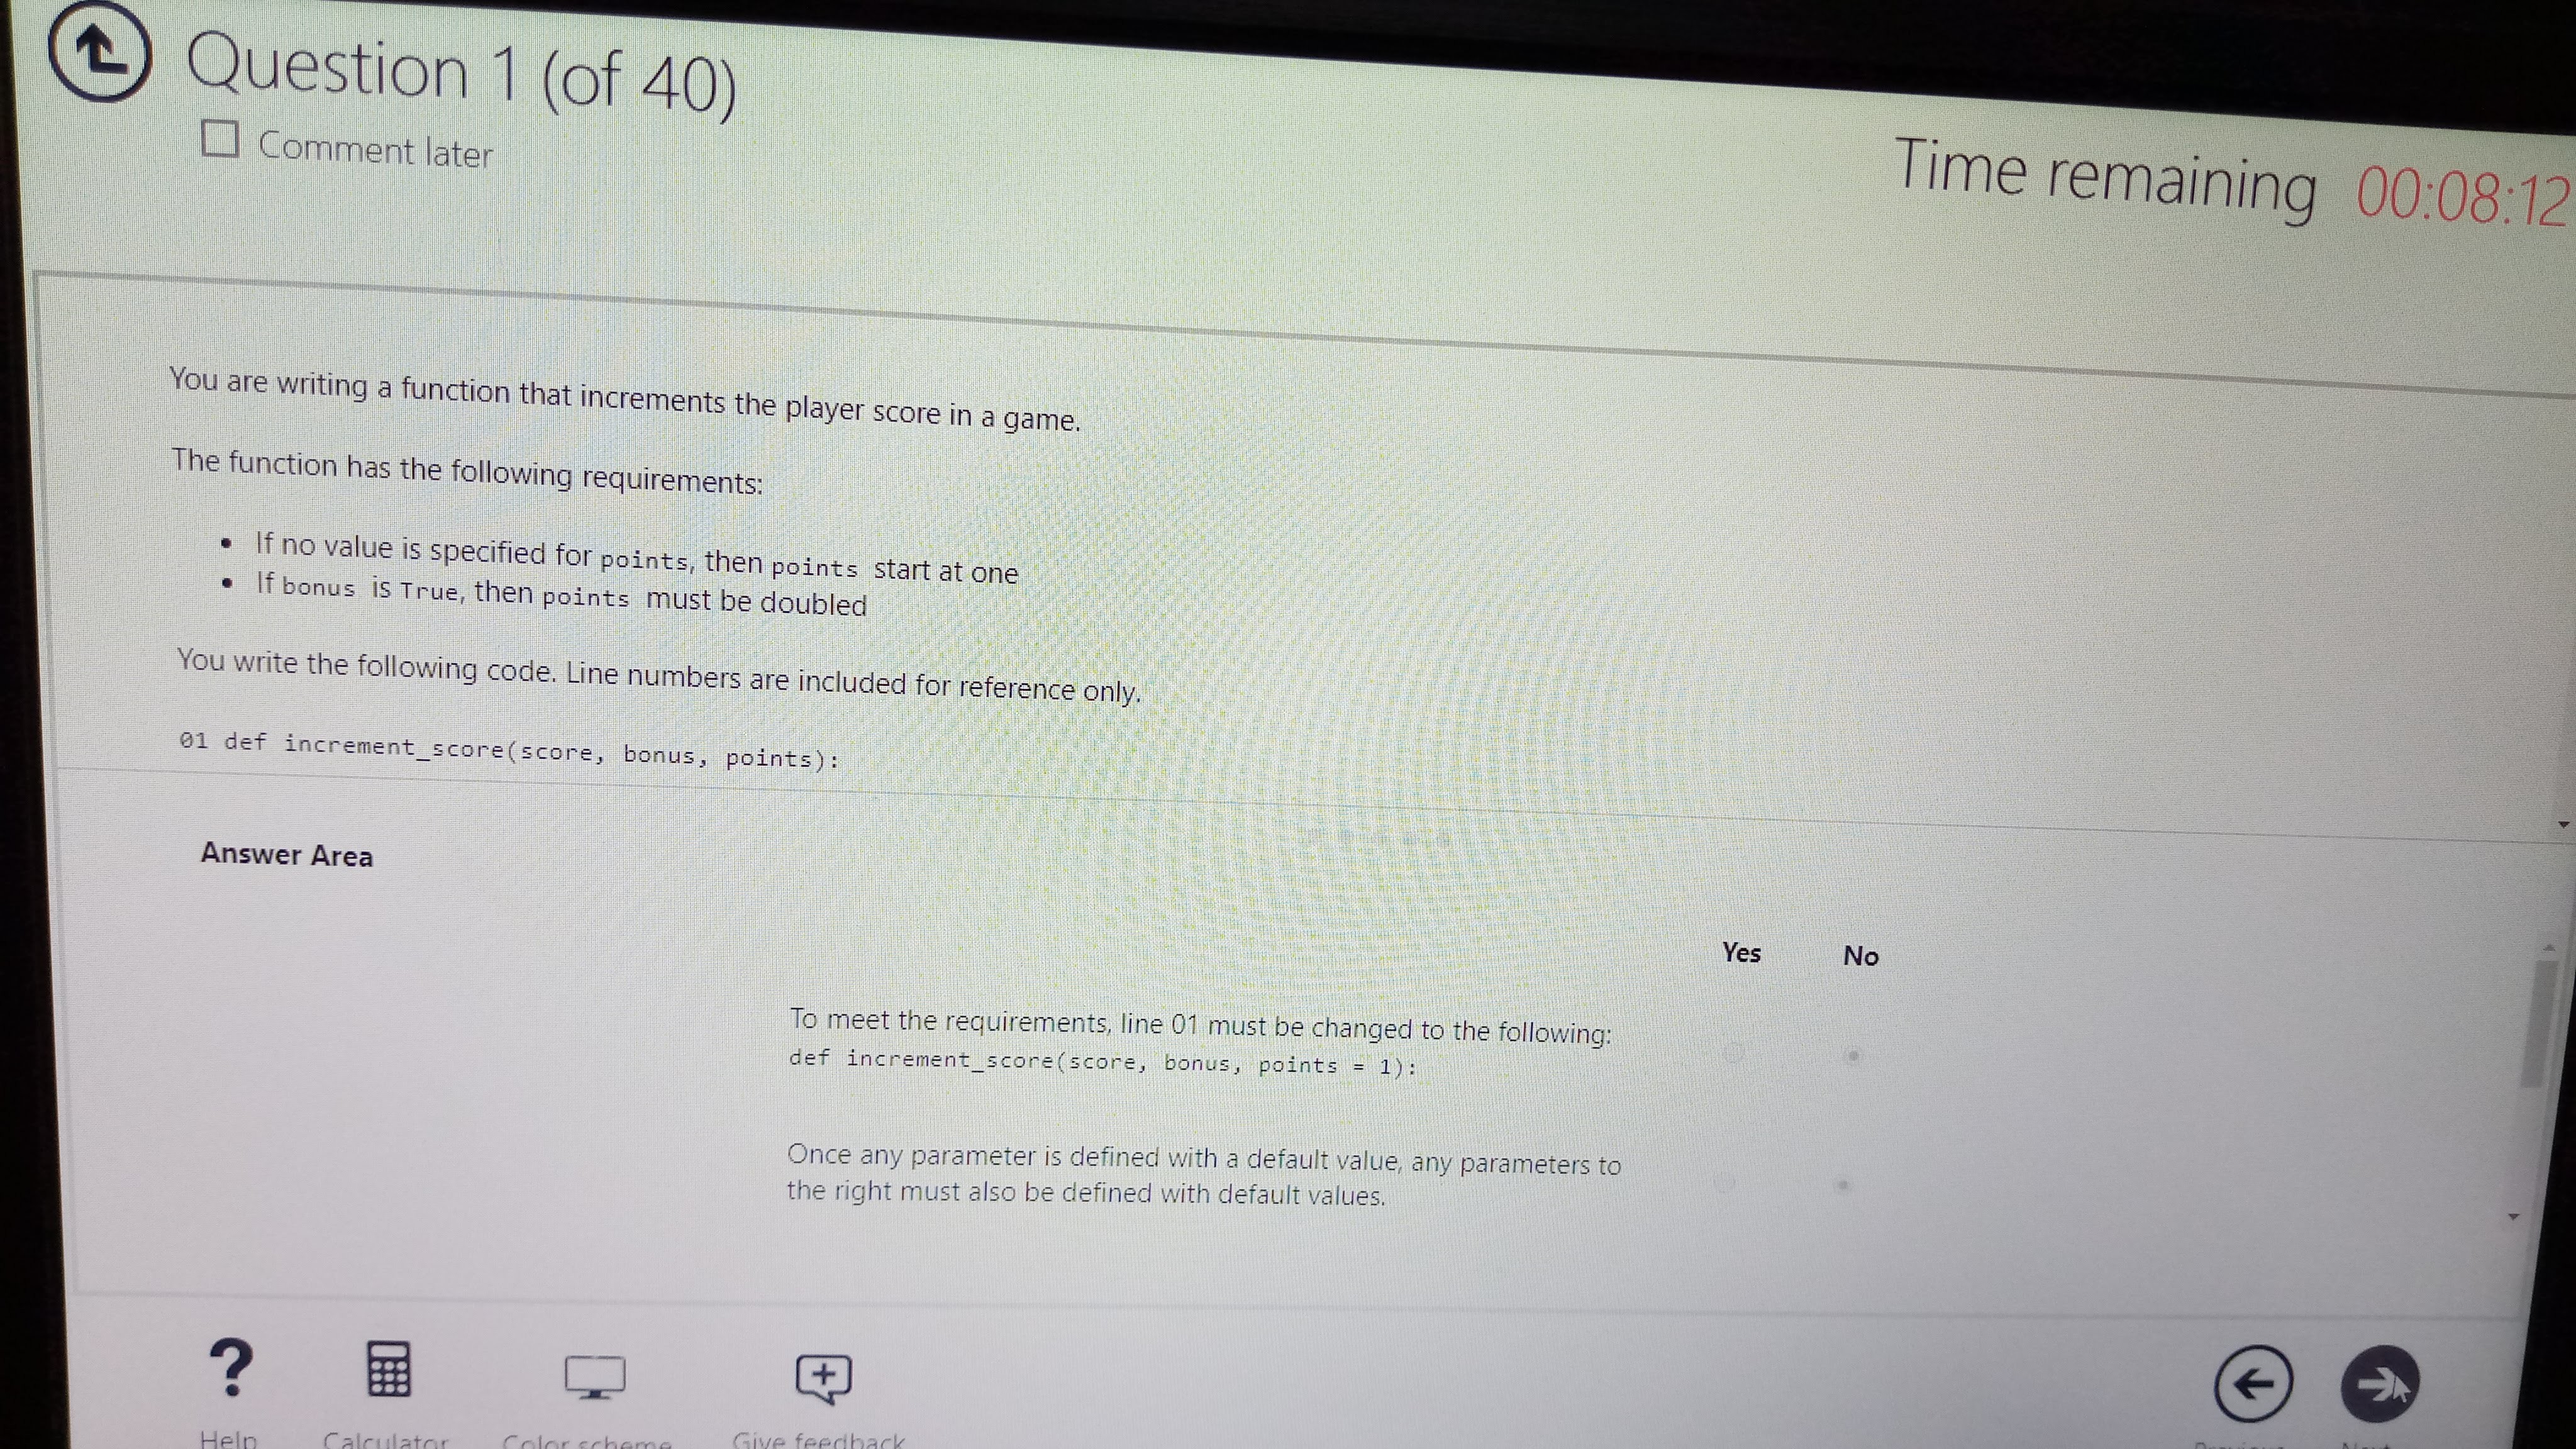 Question 1 (of 40)
Comment later
Time remaining 00:08:12
You are writing a function that increments the player score in a game.
The function has the following requirements:
• If no value is specified for points, then points start at one
• If bonus is True, then points must be doubled
You write the following code. Line numbers are included for reference only.
01 def increment_score(score, bonus, points):
Answer Area
Yes No
To meet the requirements, line 01 must be changed to the following:
def increment_score(score, bonus, points = 1):
Once any parameter is defined with a default value, any parameters to
the right must also be defined with default values.
Help Calculator Color scheme Give feedback